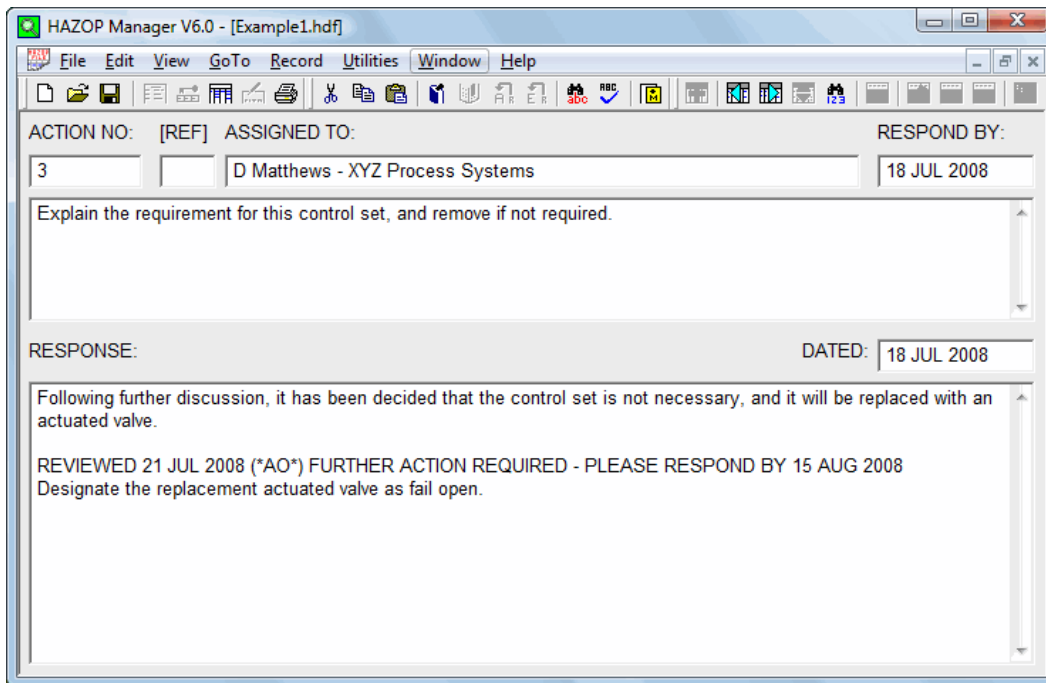 HAZOP Manager V6.0 - [Example1.hdf]
File Edit View GoTo Record Utilities Window Help
ACTION NO: [REF] ASSIGNED TO: RESPOND BY:
3 D Matthews - XYZ Process Systems 18 JUL 2008
Explain the requirement for this control set, and remove if not required.
RESPONSE: DATED: 18 JUL 2008
Following further discussion, it has been decided that the control set is not necessary, and it will be replaced with an
actuated valve.
REVIEWED 21 JUL 2008 (*AO*) FURTHER ACTION REQUIRED - PLEASE RESPOND BY 15 AUG 2008
Designate the replacement actuated valve as fail open.